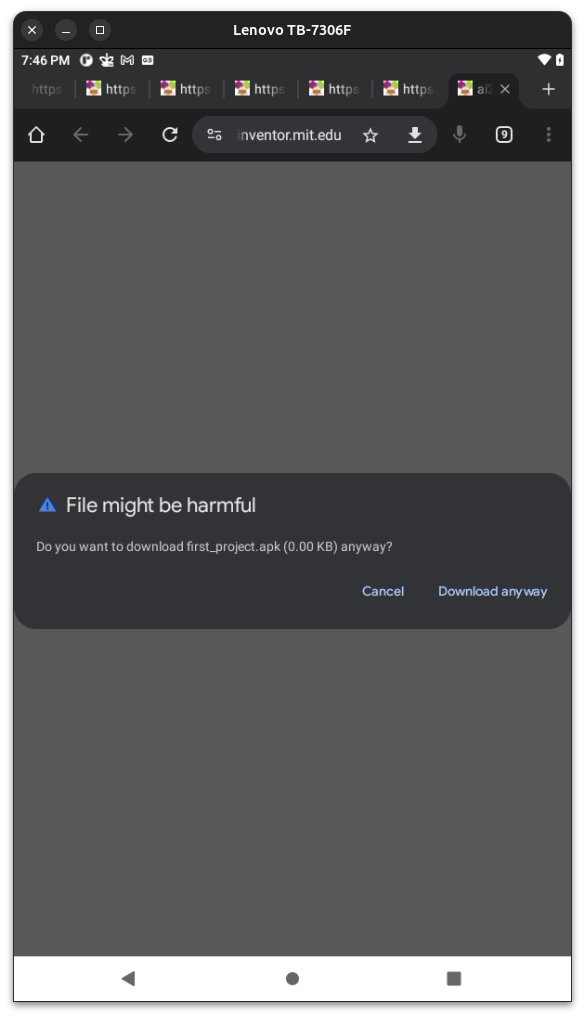 Lenovo TB-7306F
7:46 PM
https https https https https https ai2
nventor.mit.edu 9
File might be harmful
Do you want to download first_project.apk (0.00 KB) anyway?
Cancel Download anyway